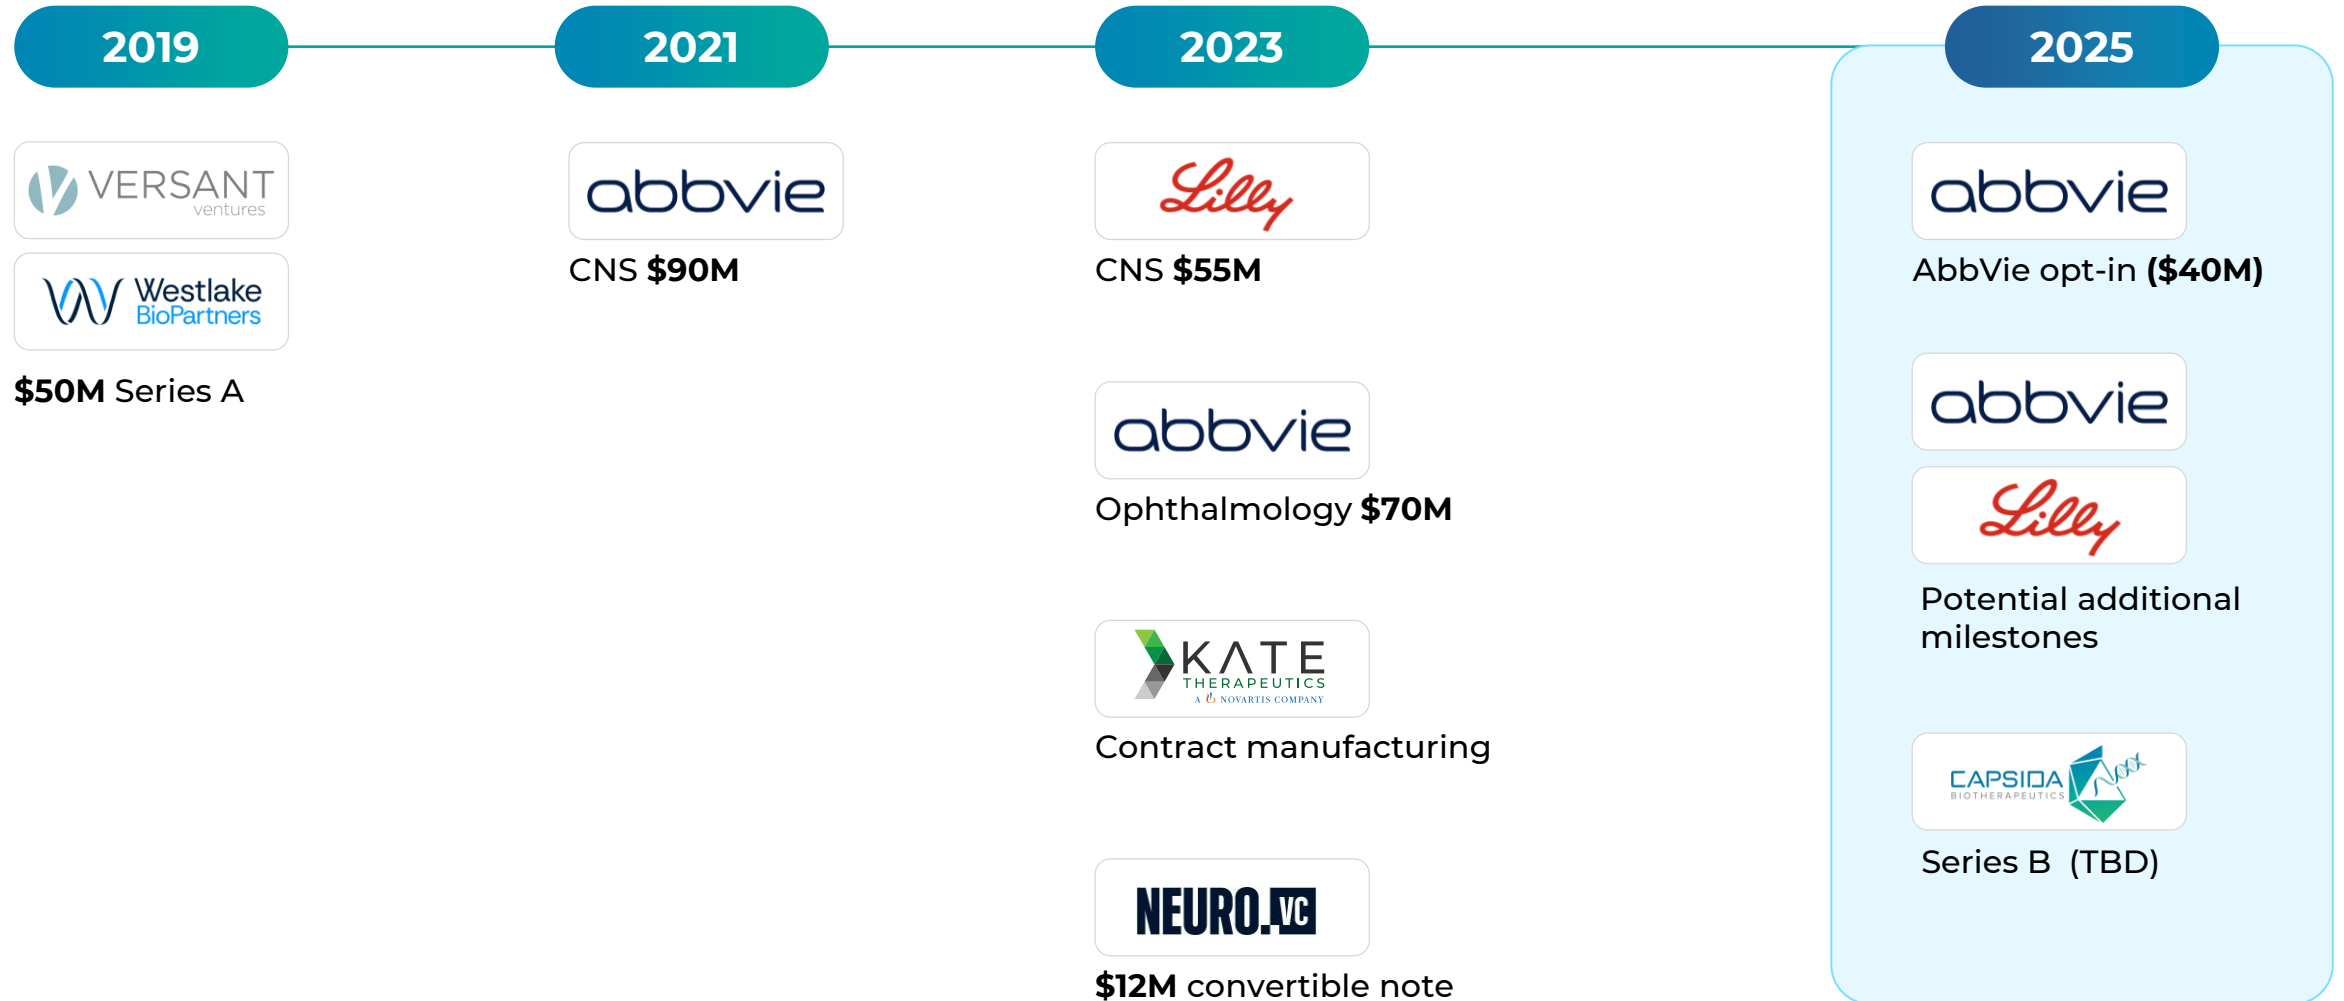 2019
2021
2023
2025
VERSANT
ventures
Westlake
BioPartners
$50M Series A
abbvie
CNS $90M
Lilly
CNS $55M
abbvie
Ophthalmology $70M
KATE
THERAPEUTICS
A NOVARTIS COMPANY
Contract manufacturing
NEURO.VC
$12M convertible note
abbvie
AbbVie opt-in ($40M)
abbvie
Lilly
Potential additional
milestones
CAPSIDA
BIOTHERAPEUTICS
Series B (TBD)